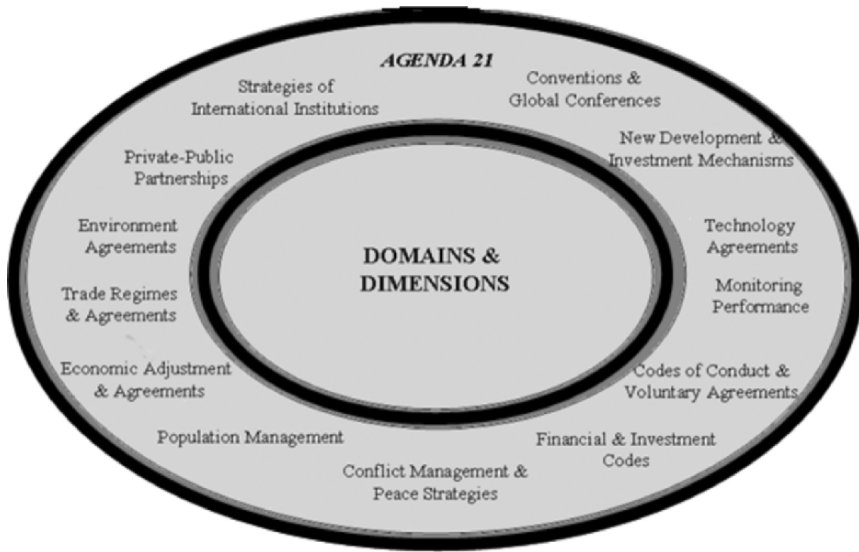 AGENDA 21
Conventions &
Global Conferences
New Development &
Investment Mechanisms
Technology
Agreements
Monitoring
Performance
Codes of Conduct &
Voluntary Agreements
Financial & Investment
Codes
Conflict Management &
Peace Strategies
Population Management
Economic Adjustment
& Agreements
Trade Regimes
& Agreements
Environment
Agreements
Private-Public
Partnerships
Strategies of
International Institutions
DOMAINS &
DIMENSIONS